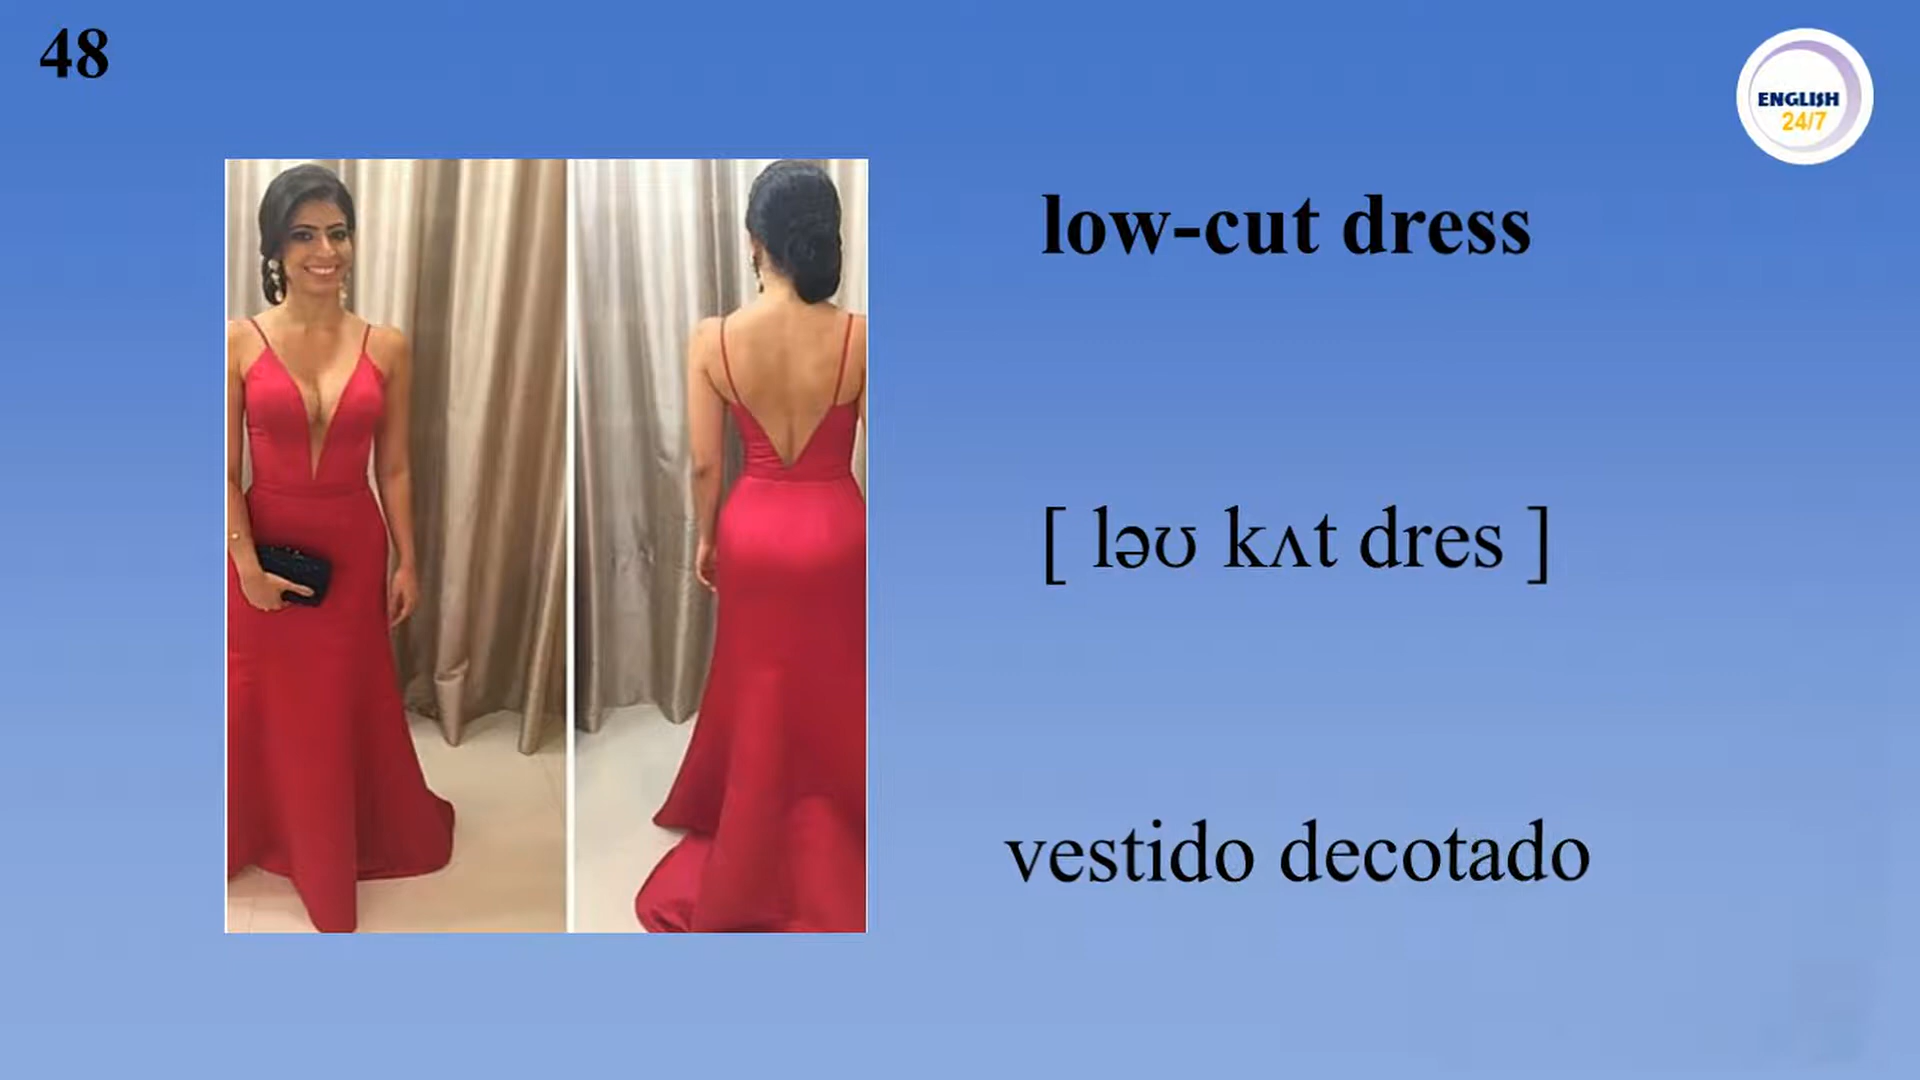 48
ENGLISH
24/7
low-cut dress
[ ləʊ kʌt dres ]
vestido decotado